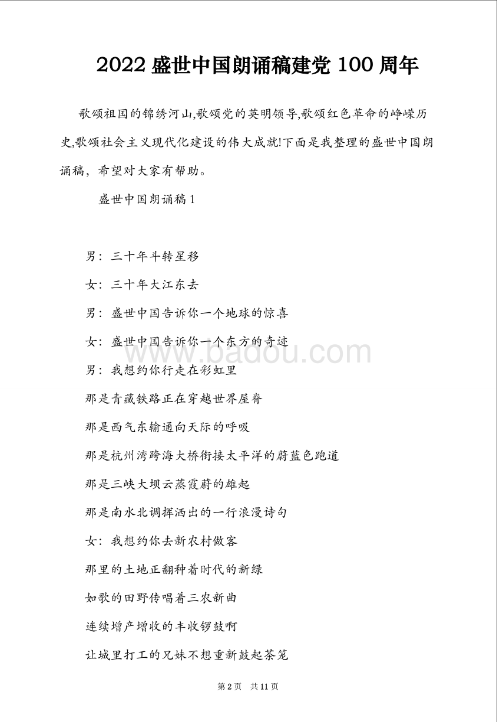 2022盛世中国朗诵稿建党100周年
歌颂祖国的锦绣河山,歌颂党的英明领导,歌颂红色革命的峥嵘历
史,歌颂社会主义现代化建设的伟大成就!下面是我整理的盛世中国朗
诵稿，希望对大家有帮助。
盛世中国朗诵稿1
男：三十年斗转星移
女：三十年大江东去
男：盛世中国告诉你一个地球的惊喜
女：盛世中国告诉你一个东方的奇迹
www.badou.com
男：我想约你行走在彩虹里
那是青藏铁路正在穿越世界屋脊
那是西气东输通向天际的呼吸
那是杭州湾跨海大桥衔接太平洋的蔚蓝色跑道
那是三峡大坝云蒸霞蔚的雄起
那是南水北调挥洒出的一行浪漫诗句
女：我想约你去新农村做客
那里的土地正翻种着时代的新绿
如歌的田野传唱着三农新曲
连续增产增收的丰收锣鼓啊
让城里打工的兄妹不想重新鼓起茶笼
第2页 共11页